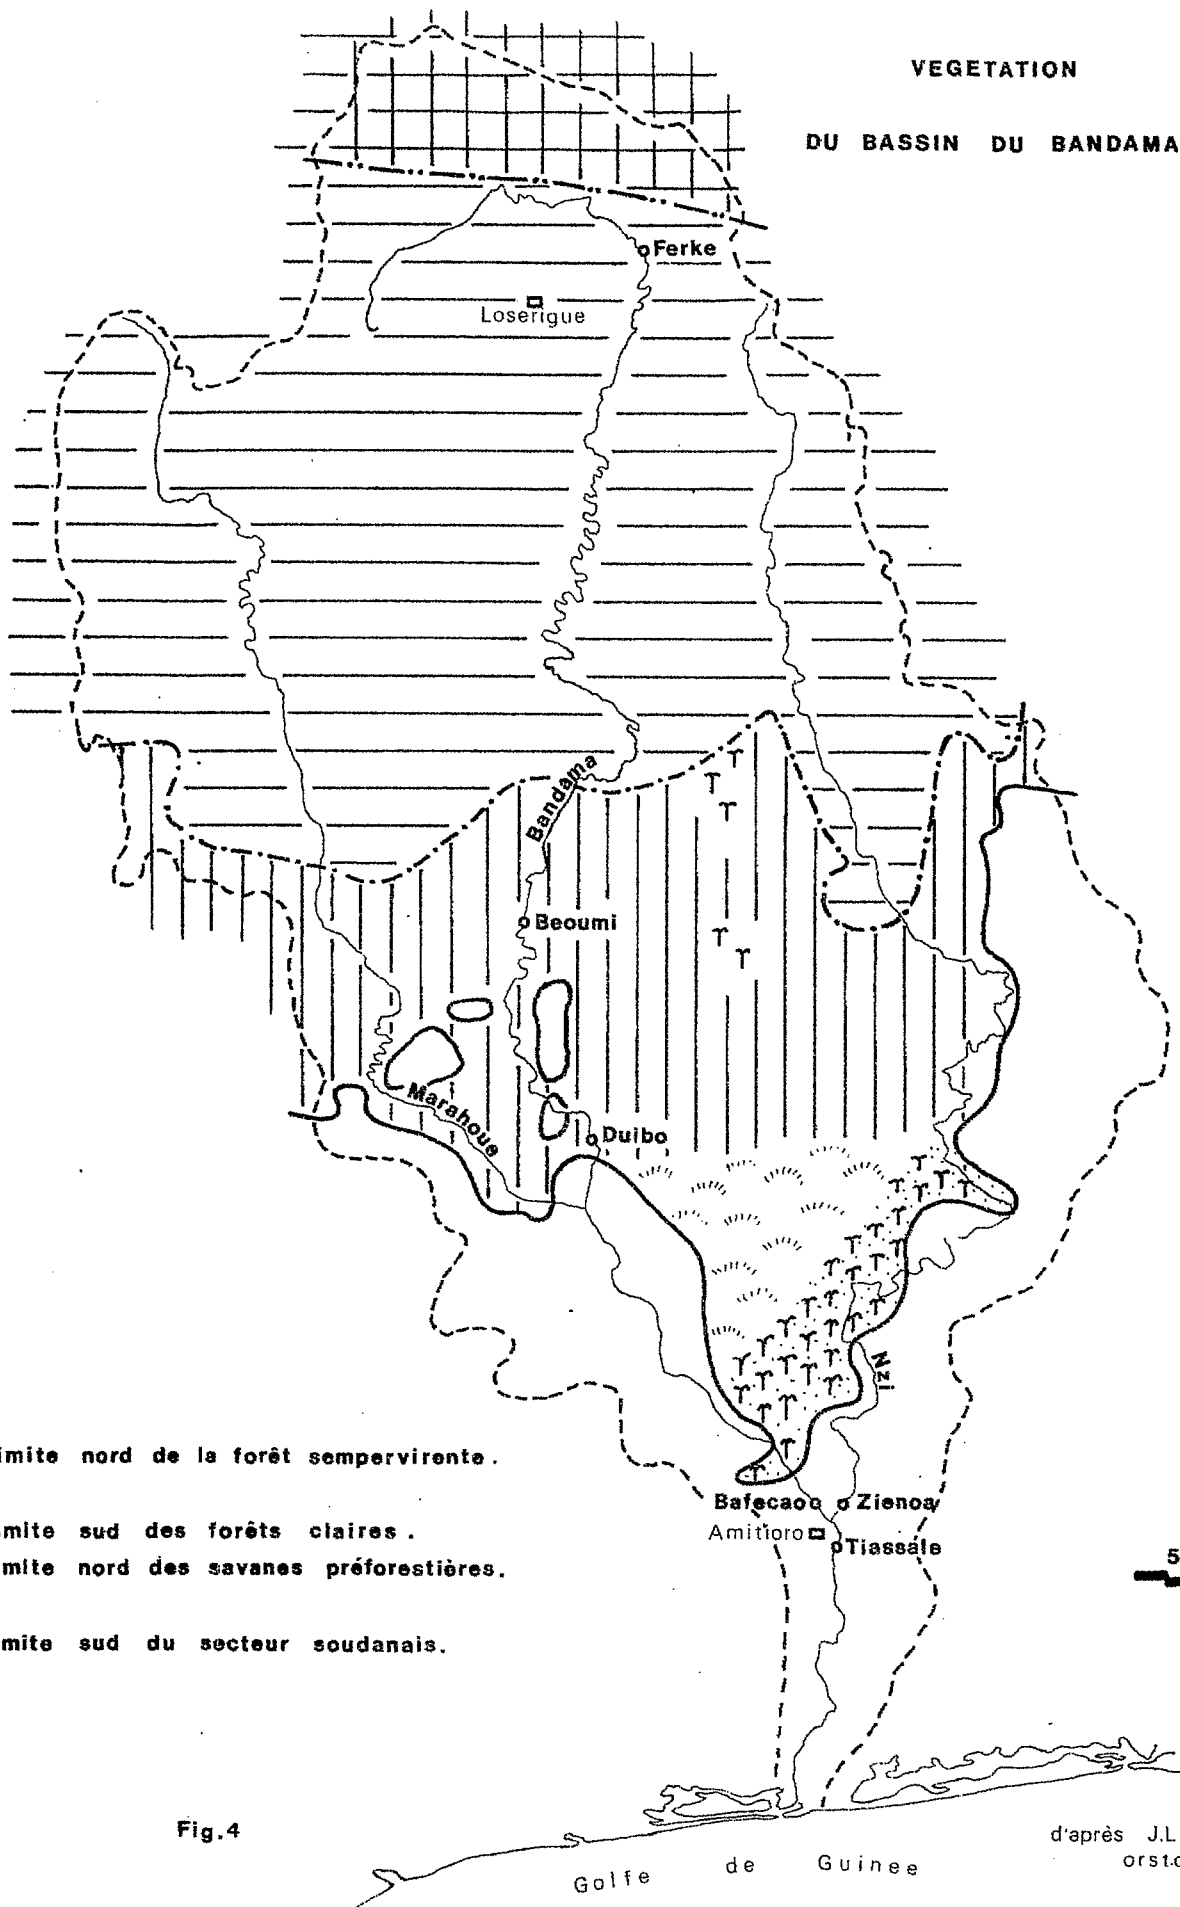 VEGETATION
DU BASSIN DU BANDAMA
Ferke
Loserigue
Bandama
Beoumi
Marahoue
Duibo
Nzi
imite nord de la forêt sempervirente.
Bafecao
Zienoa
mite sud des forêts claires.
Amitioro
Tiassale
mite nord des savanes préforestières.
5
mite sud du secteur soudanais.
Fig.4
d'après J.L
orst.o
Golfe de Guinee